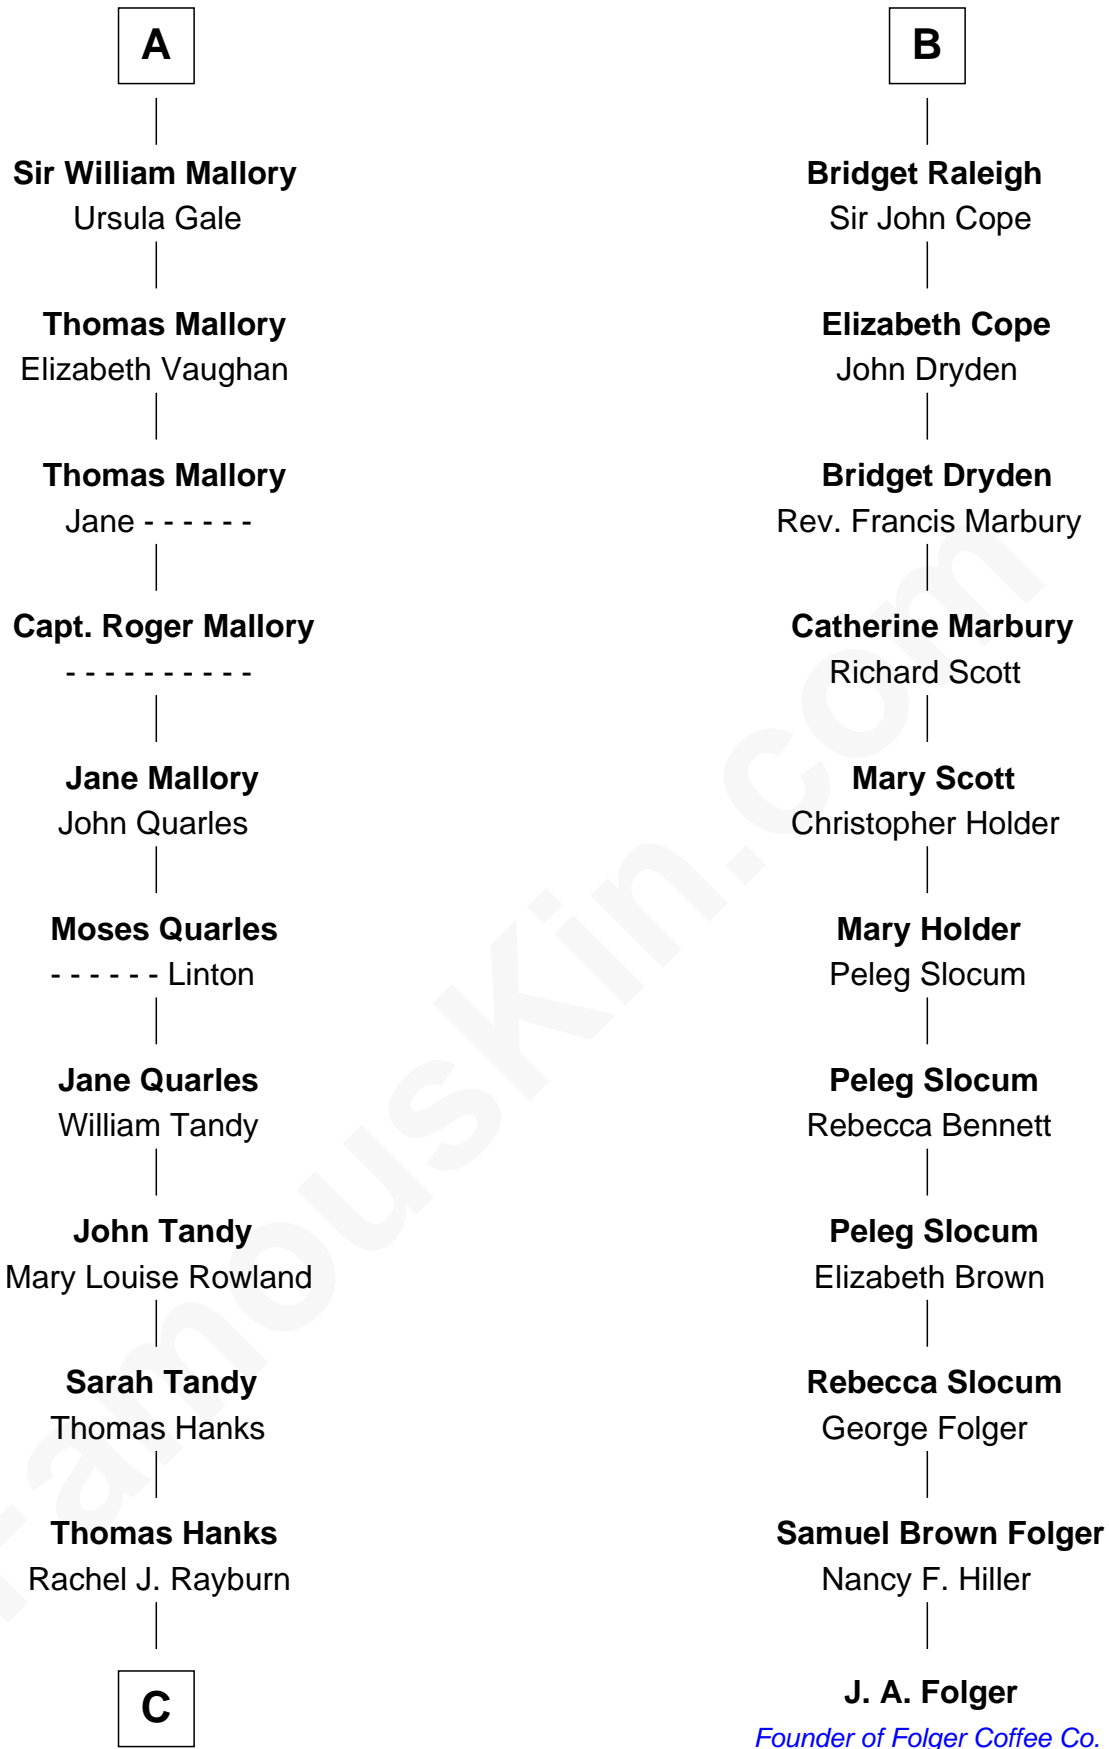 A
Sir William Mallory
Ursula Gale
Thomas Mallory
Elizabeth Vaughan
Thomas Mallory
Jane - - - - - -
Capt. Roger Mallory
- - - - - - - - - -
Jane Mallory
John Quarles
Moses Quarles
- - - - - - Linton
Jane Quarles
William Tandy
John Tandy
Mary Louise Rowland
Sarah Tandy
Thomas Hanks
Thomas Hanks
Rachel J. Rayburn
C
B
Bridget Raleigh
Sir John Cope
Elizabeth Cope
John Dryden
Bridget Dryden
Rev. Francis Marbury
Catherine Marbury
Richard Scott
Mary Scott
Christopher Holder
Mary Holder
Peleg Slocum
Peleg Slocum
Rebecca Bennett
Peleg Slocum
Elizabeth Brown
Rebecca Slocum
George Folger
Samuel Brown Folger
Nancy F. Hiller
J. A. Folger
Founder of Folger Coffee Co.
FamousKin.com